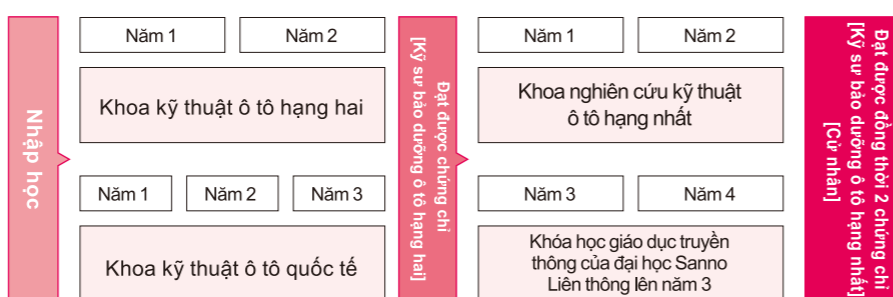 Nhập học
Năm 1
Năm 2
Khoa kỹ thuật ô tô hạng hai
Năm 1
Năm 2
Năm 3
Khoa kỹ thuật ô tô quốc tế
Đạt được chứng chỉ
[Kỹ sư bảo dưỡng ô tô hạng hai]
Năm 1
Năm 2
Khoa nghiên cứu kỹ thuật
ô tô hạng nhất
Năm 3
Năm 4
Khóa học giáo dục truyền
thông của đại học Sanno
Liên thông lên năm 3
Đạt được đồng thời 2 chứng chỉ
[Kỹ sư bảo dưỡng ô tô hạng nhất]
[Cử nhân]